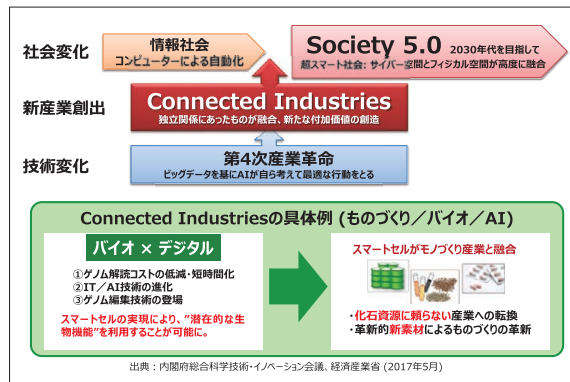 社会変化
情報社会
コンピューターによる自動化
Society 5.0 2030年代を目指して
超スマート社会: サイバー空間とフィジカル空間が高度に融合
新産業創出
Connected Industries
独立関係にあったものが融合、新たな付加価値の創造
技術変化
第4次産業革命
ビッグデータを基にAIが自ら考えて最適な行動をとる
Connected Industriesの具体例 (ものづくり／バイオ／AI)
バイオ × デジタル
①ゲノム解読コストの低減・短時間化
②IT／AI技術の進化
③ゲノム編集技術の登場
スマートセルの実現により、"潜在的な生
物機能"を利用することが可能に。
スマートセルがモノづくり産業と融合
・化石資源に頼らない産業への転換
・革新的新素材によるものづくりの革新
出典：内閣府総合科学技術・イノベーション会議、経済産業省 (2017年5月)